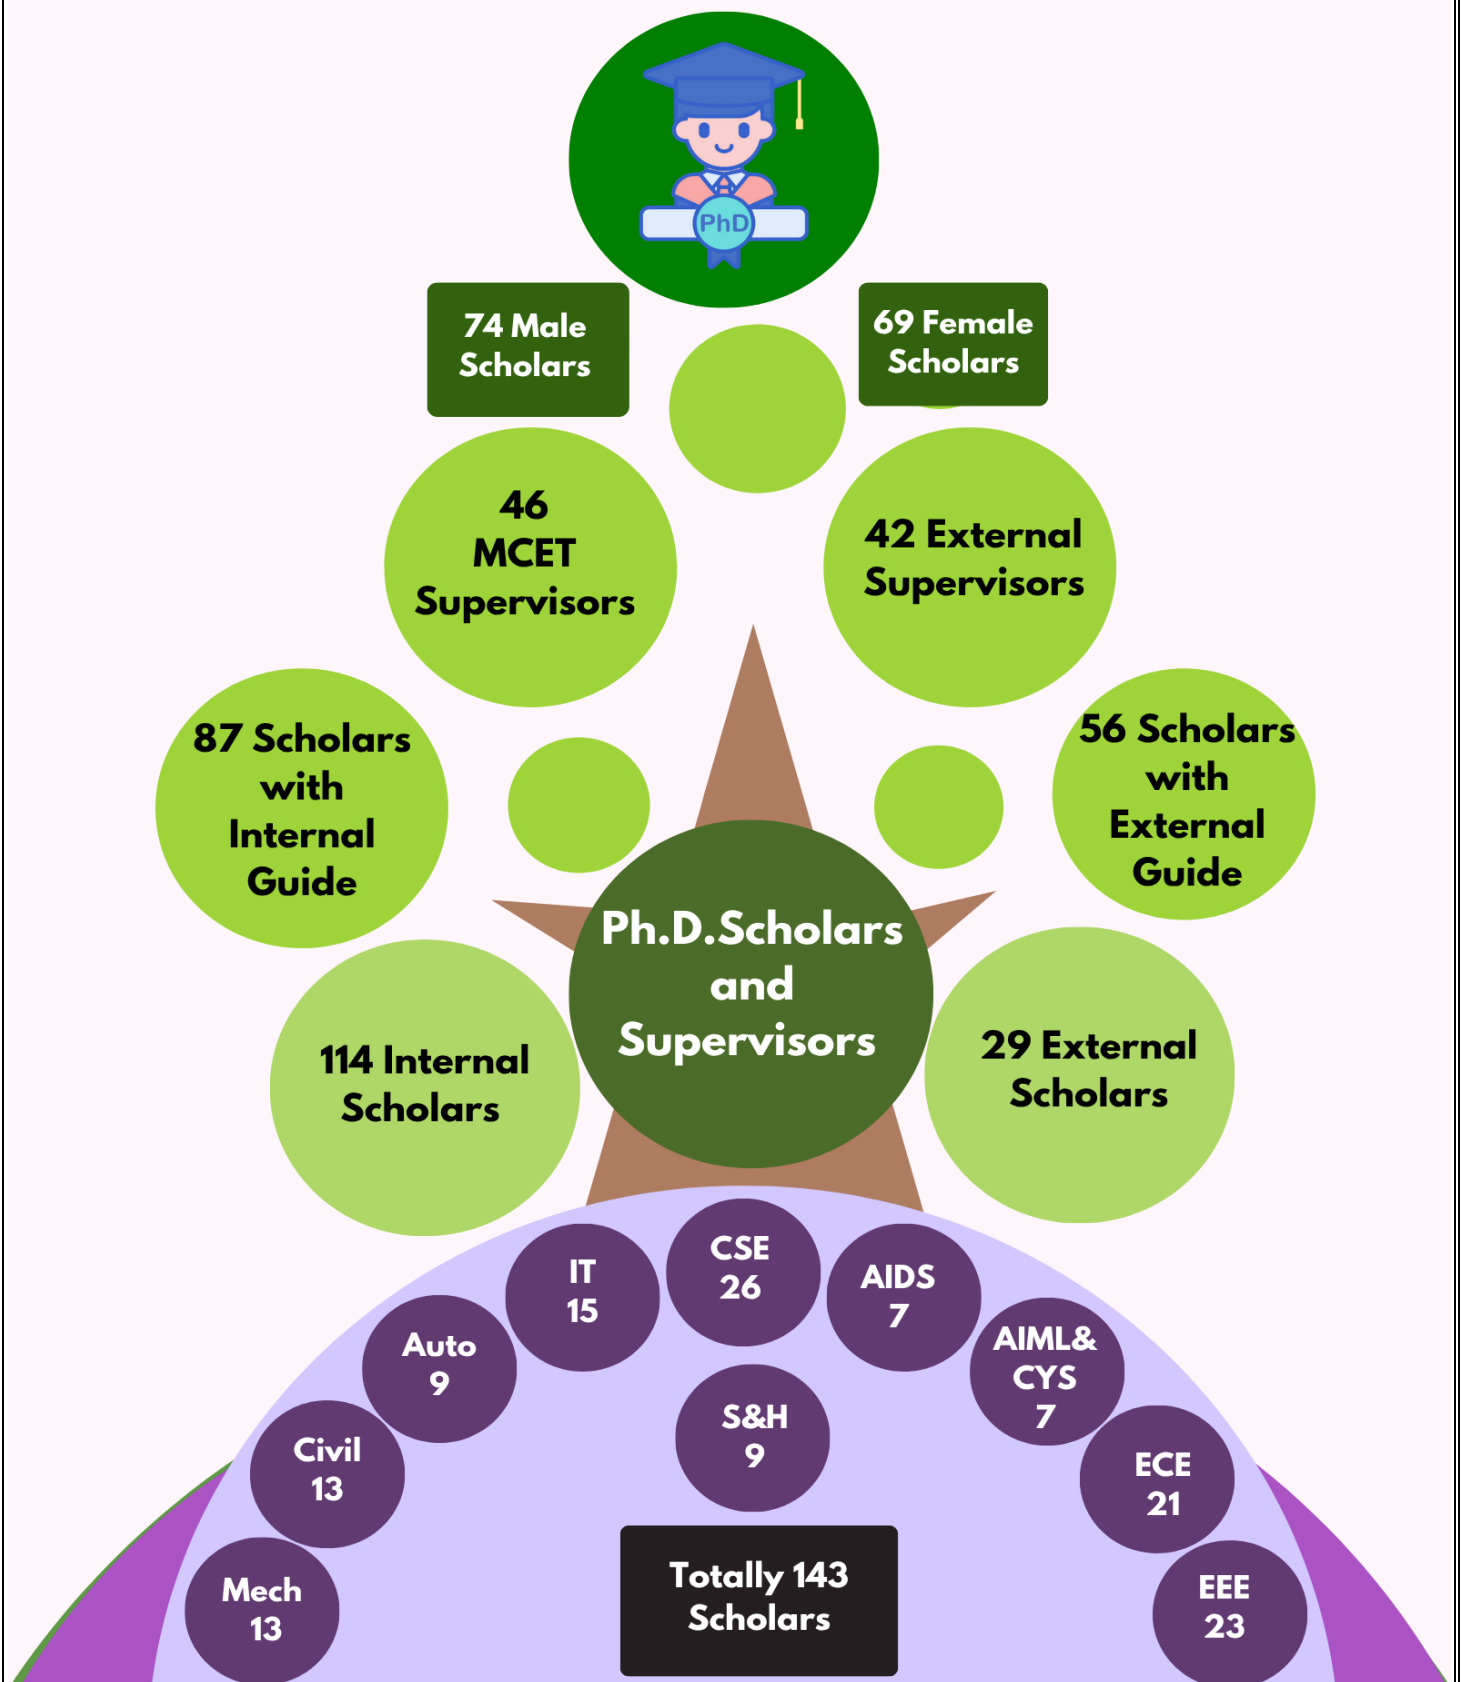 PhD
74 Male
Scholars
69 Female
Scholars
46
MCET
Supervisors
42 External
Supervisors
87 Scholars
with
Internal
Guide
56 Scholars
with
External
Guide
Ph.D.Scholars
and
Supervisors
114 Internal
Scholars
29 External
Scholars
CSE
26
IT
15
AIDS
7
Auto
9
AIML&
CYS
7
S&H
9
Civil
13
ECE
21
Mech
13
EEE
23
Totally 143
Scholars